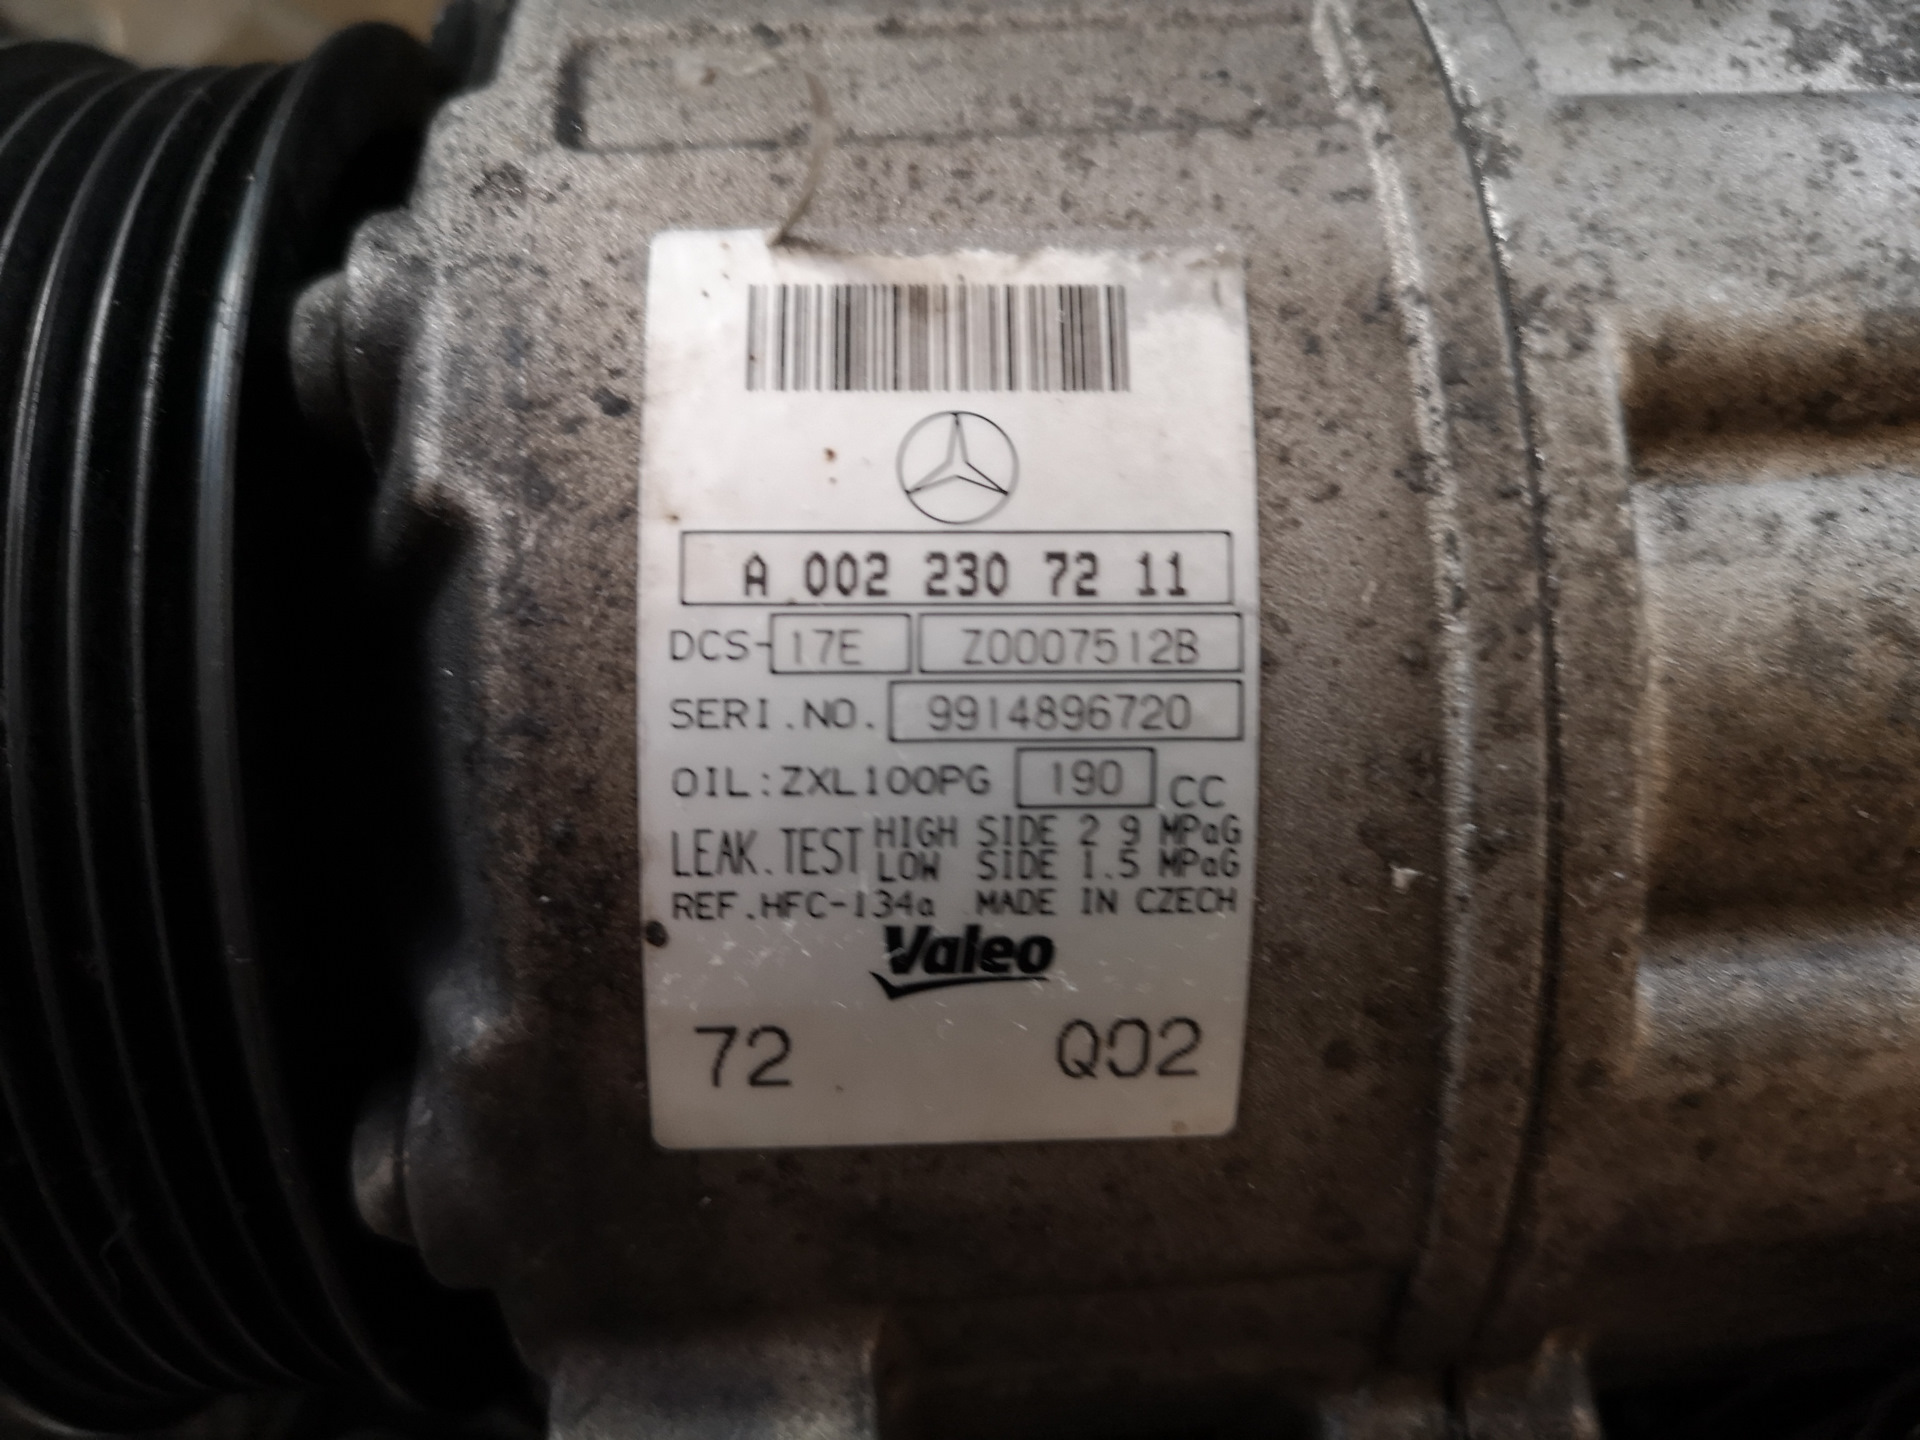 A 002 230 72 11
DCS-17E Z0007512B
SERI.NO. 9914896720
OIL:ZXL100PG 190 CC
LEAK.TEST HIGH SIDE 2 9 MPaG
LOW SIDE 1.5 MPaG
REF.HFC-134a MADE IN CZECH
Valeo
72 Q02